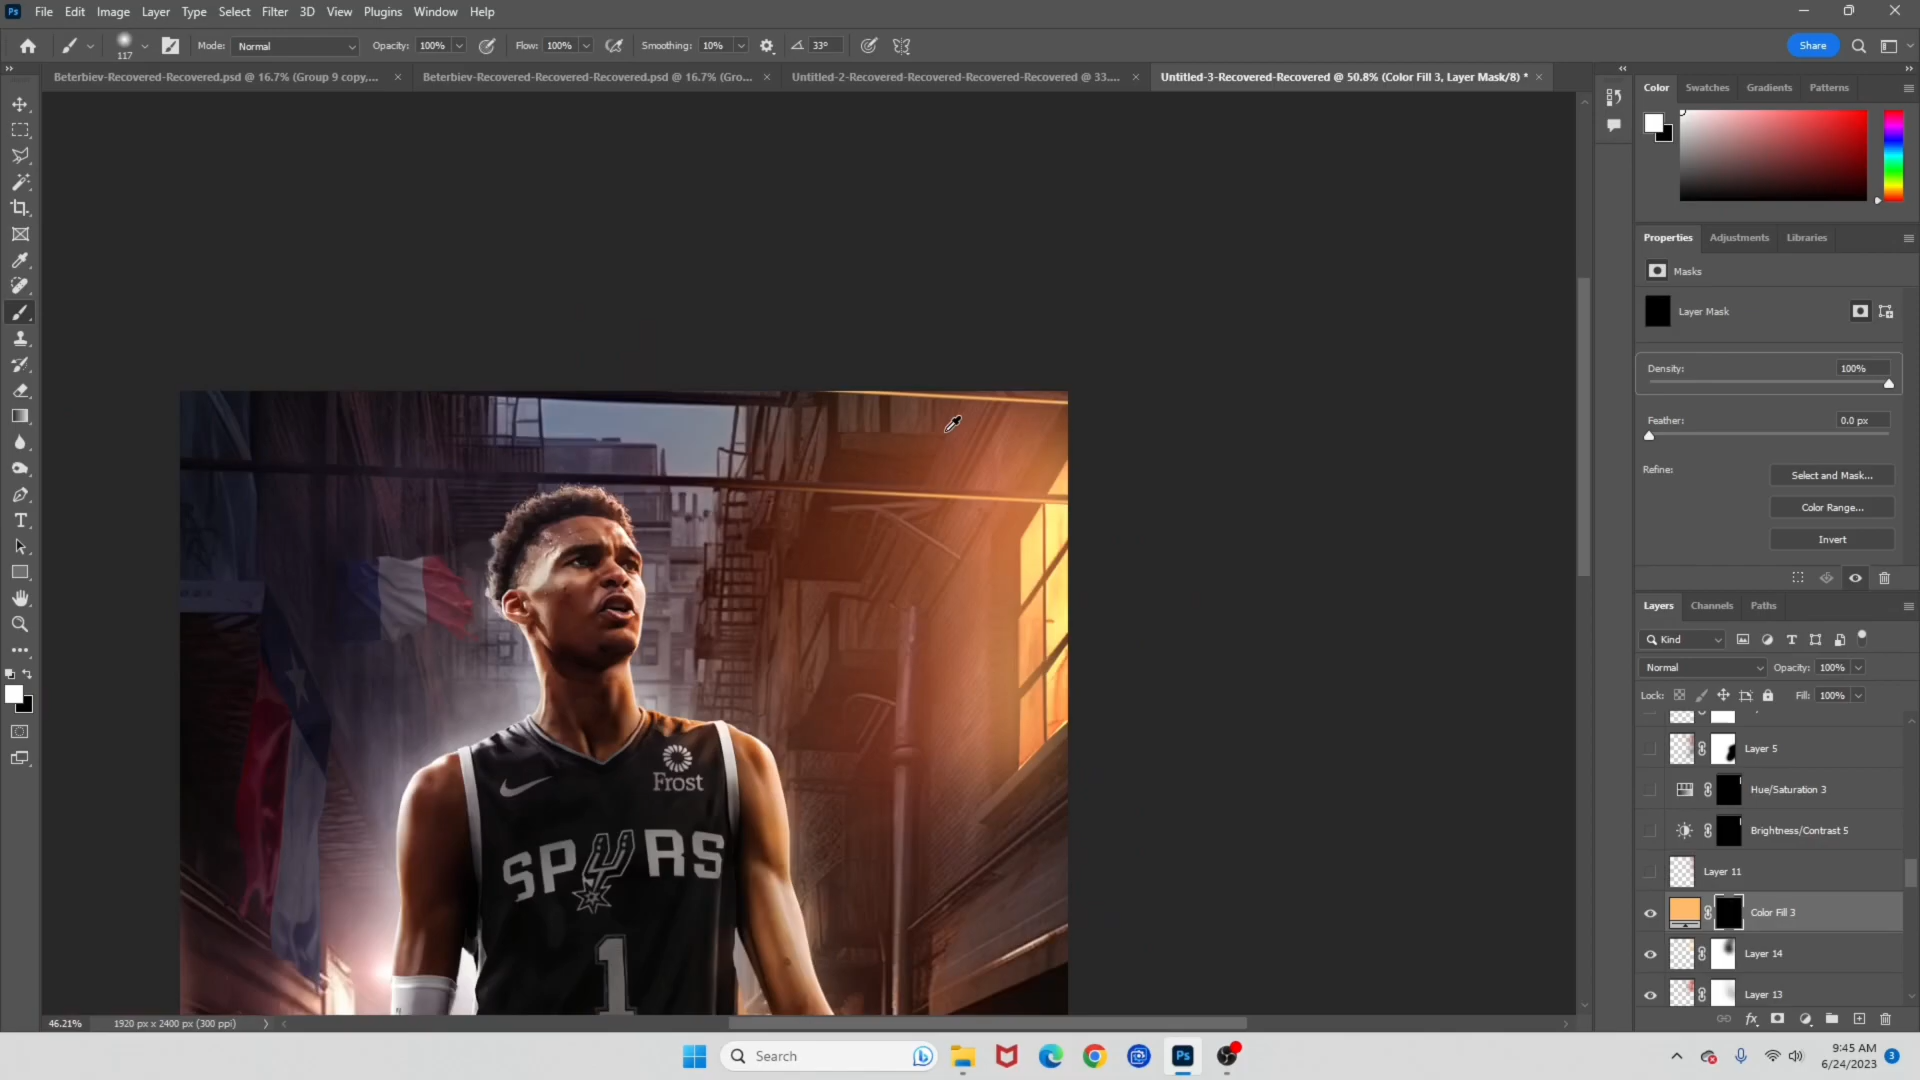 Ps File Edit Image Layer Type Select Filter 3D View Plugins Window Help
117 Mode: Normal Opacity: 100% Flow: 100% Smoothing: 10% 33° Share
Beterbiev-Recovered-Recovered.psd @ 16.7% (Group 9 copy,... ×
Beterbiev-Recovered-Recovered-Recovered.psd @ 16.7% (Gro... ×
Untitled-2-Recovered-Recovered-Recovered-Recovered @ 33.... ×
Untitled-3-Recovered-Recovered @ 50.8% (Color Fill 3, Layer Mask/8) * ×
Color Swatches Gradients Patterns
Properties Adjustments Libraries
Masks
Layer Mask
Density: 100%
Feather: 0.0 px
Refine: Select and Mask...
Color Range...
Invert
Layers Channels Paths
Kind
Normal Opacity: 100%
Lock: Fill: 100%
Layer 5
Hue/Saturation 3
Brightness/Contrast 5
Layer 11
Color Fill 3
Layer 14
Layer 13
Frost
SPURS
1
46.21% 1920 px x 2400 px (300 ppi)
Search
Ps
9:45 AM
6/24/2023
3